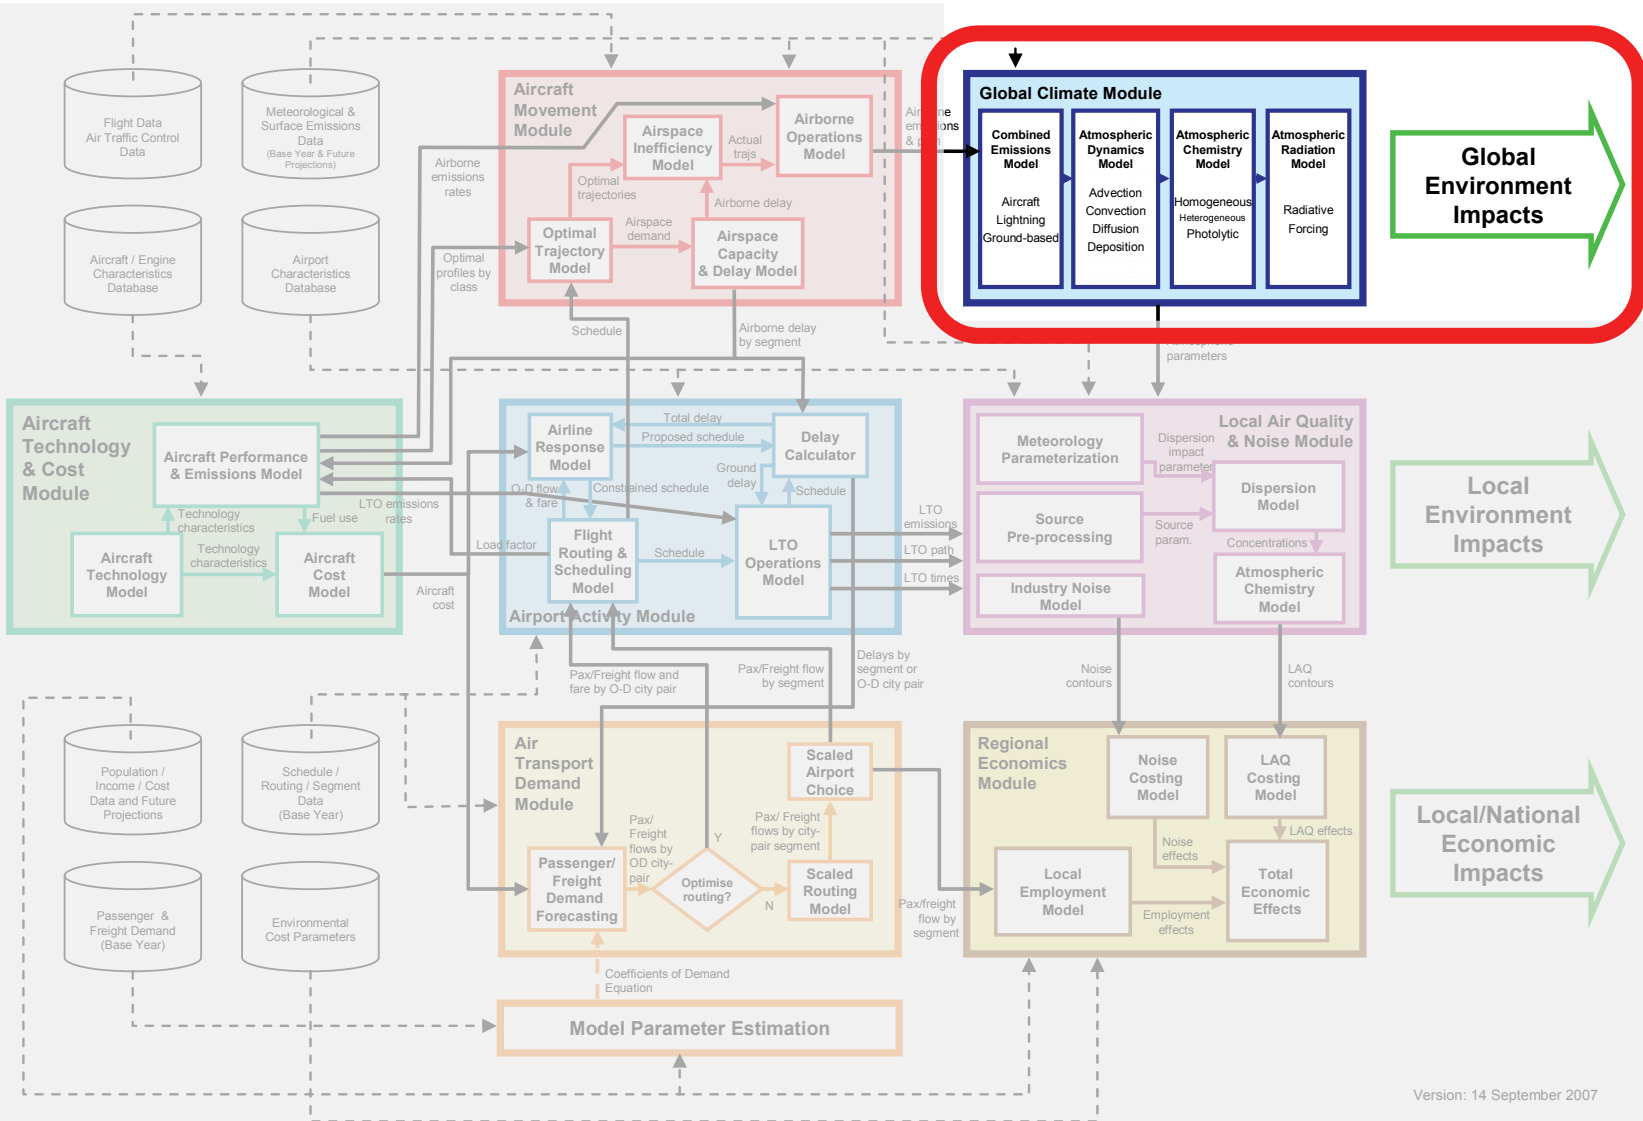 Flight Data
Air Traffic Control
Data
Meteorological &
Surface Emissions
Data
(Base Year & Future
Projections)
Aircraft / Engine
Characteristics
Database
Airport
Characteristics
Database
Airborne
emissions
rates
Optimal
profiles by
class
Aircraft
Movement
Module
Airspace
Inefficiency
Model
Actual
trajs
Airborne
Operations
Model
Optimal
trajectories
Airborne delay
Optimal
Trajectory
Model
Airspace
demand
Airspace
Capacity
& Delay Model
Airborne
emissions
& path
Global Climate Module
Combined
Emissions
Model
Aircraft
Lightning
Ground-based
Atmospheric
Dynamics
Model
Advection
Convection
Diffusion
Deposition
Atmospheric
Chemistry
Model
Homogeneous
Heterogeneous
Photolytic
Atmospheric
Radiation
Model
Radiative
Forcing
Global
Environment
Impacts
Schedule
Airborne delay
by segment
Atmospheric
parameters
Aircraft
Technology
& Cost
Module
Aircraft Performance
& Emissions Model
Technology
characteristics
Fuel use
LTO emissions
rates
Aircraft
Technology
Model
Technology
characteristics
Aircraft
Cost
Model
Load factor
Aircraft
cost
Airline
Response
Model
Total delay
Proposed schedule
Delay
Calculator
O-D flow
& fare
Constrained schedule
Ground
delay
Schedule
Flight
Routing &
Scheduling
Model
Schedule
LTO
Operations
Model
Airport Activity Module
LTO
emissions
LTO path
LTO times
Local Air Quality
& Noise Module
Meteorology
Parameterization
Dispersion
impact
parameter
Dispersion
Model
Source
Pre-processing
Source
param.
Concentrations
Industry Noise
Model
Atmospheric
Chemistry
Model
Local
Environment
Impacts
Pax/Freight flow and
fare by O-D city pair
Pax/Freight flow
by segment
Delays by
segment or
O-D city pair
Noise
contours
LAQ
contours
Population /
Income / Cost
Data and Future
Projections
Schedule /
Routing / Segment
Data
(Base Year)
Passenger &
Freight Demand
(Base Year)
Environmental
Cost Parameters
Air
Transport
Demand
Module
Pax/
Freight
flows by
OD city-
pair
Y
Pax/ Freight
flows by city-
pair segment
Scaled
Airport
Choice
Passenger/
Freight
Demand
Forecasting
Optimise
routing?
N
Scaled
Routing
Model
Pax/freight
flow by
segment
Coefficients of Demand
Equation
Model Parameter Estimation
Regional
Economics
Module
Noise
Costing
Model
LAQ
Costing
Model
LAQ effects
Noise
effects
Local
Employment
Model
Employment
effects
Total
Economic
Effects
Local/National
Economic
Impacts
Version: 14 September 2007